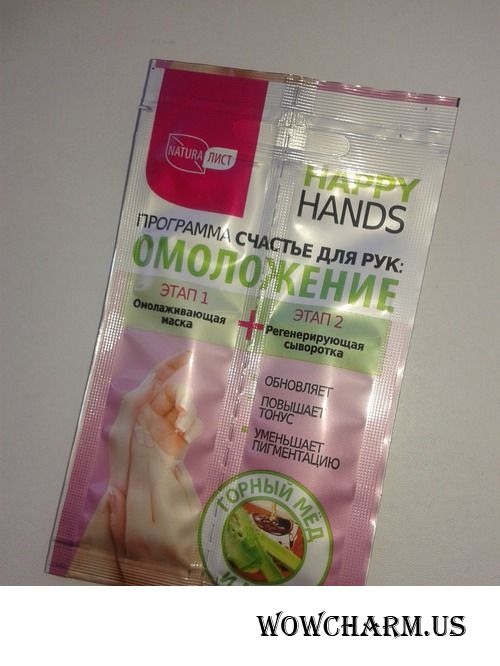 NATURA ЛИСТ
HAPPY
HANDS
ПРОГРАММА СЧАСТЬЕ ДЛЯ РУК:
ОМОЛОЖЕНИЕ
ЭТАП 1
Омолаживающая
маска
+
ЭТАП 2
Регенерирующая
сыворотка
ОБНОВЛЯЕТ
ПОВЫШАЕТ
ТОНУС
УМЕНЬШАЕТ
ПИГМЕНТАЦИЮ
ГОРНЫЙ МЁД
И
WOWCHARM.US